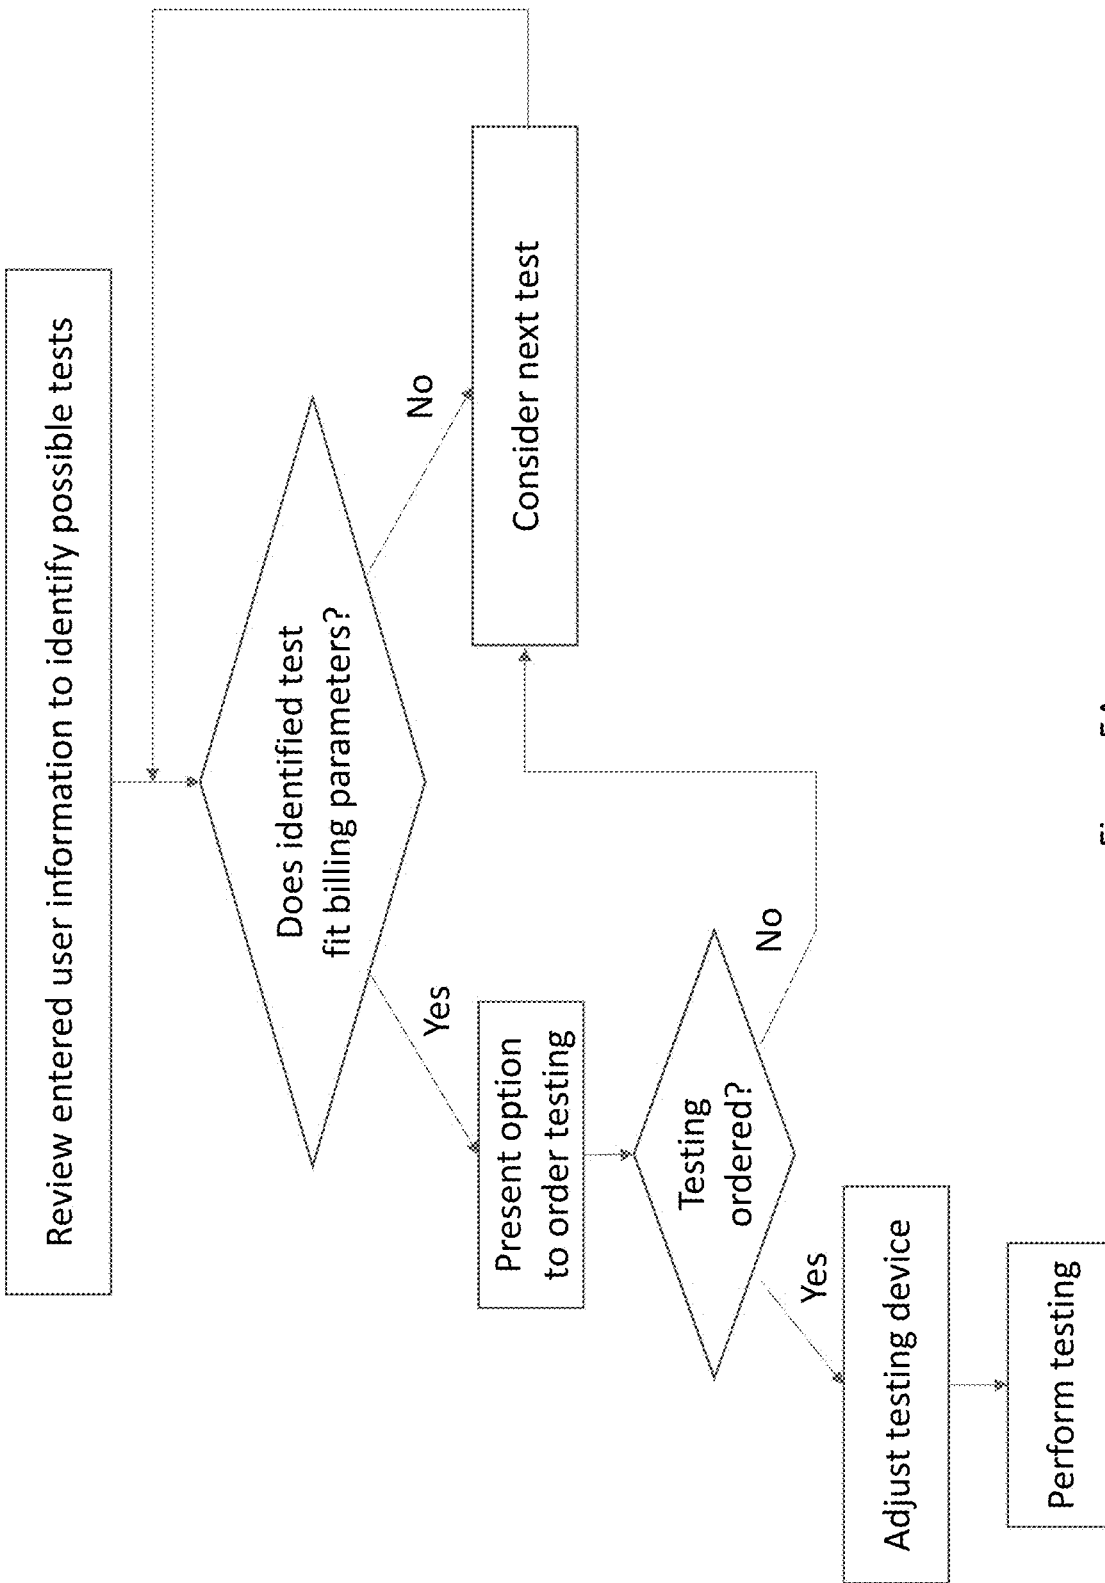 Review entered user information to identify possible tests
Does identified test
fit billing parameters?
Yes
No
Present option
to order testing
Consider next test
Testing
ordered?
Yes
No
Adjust testing device
Perform testing